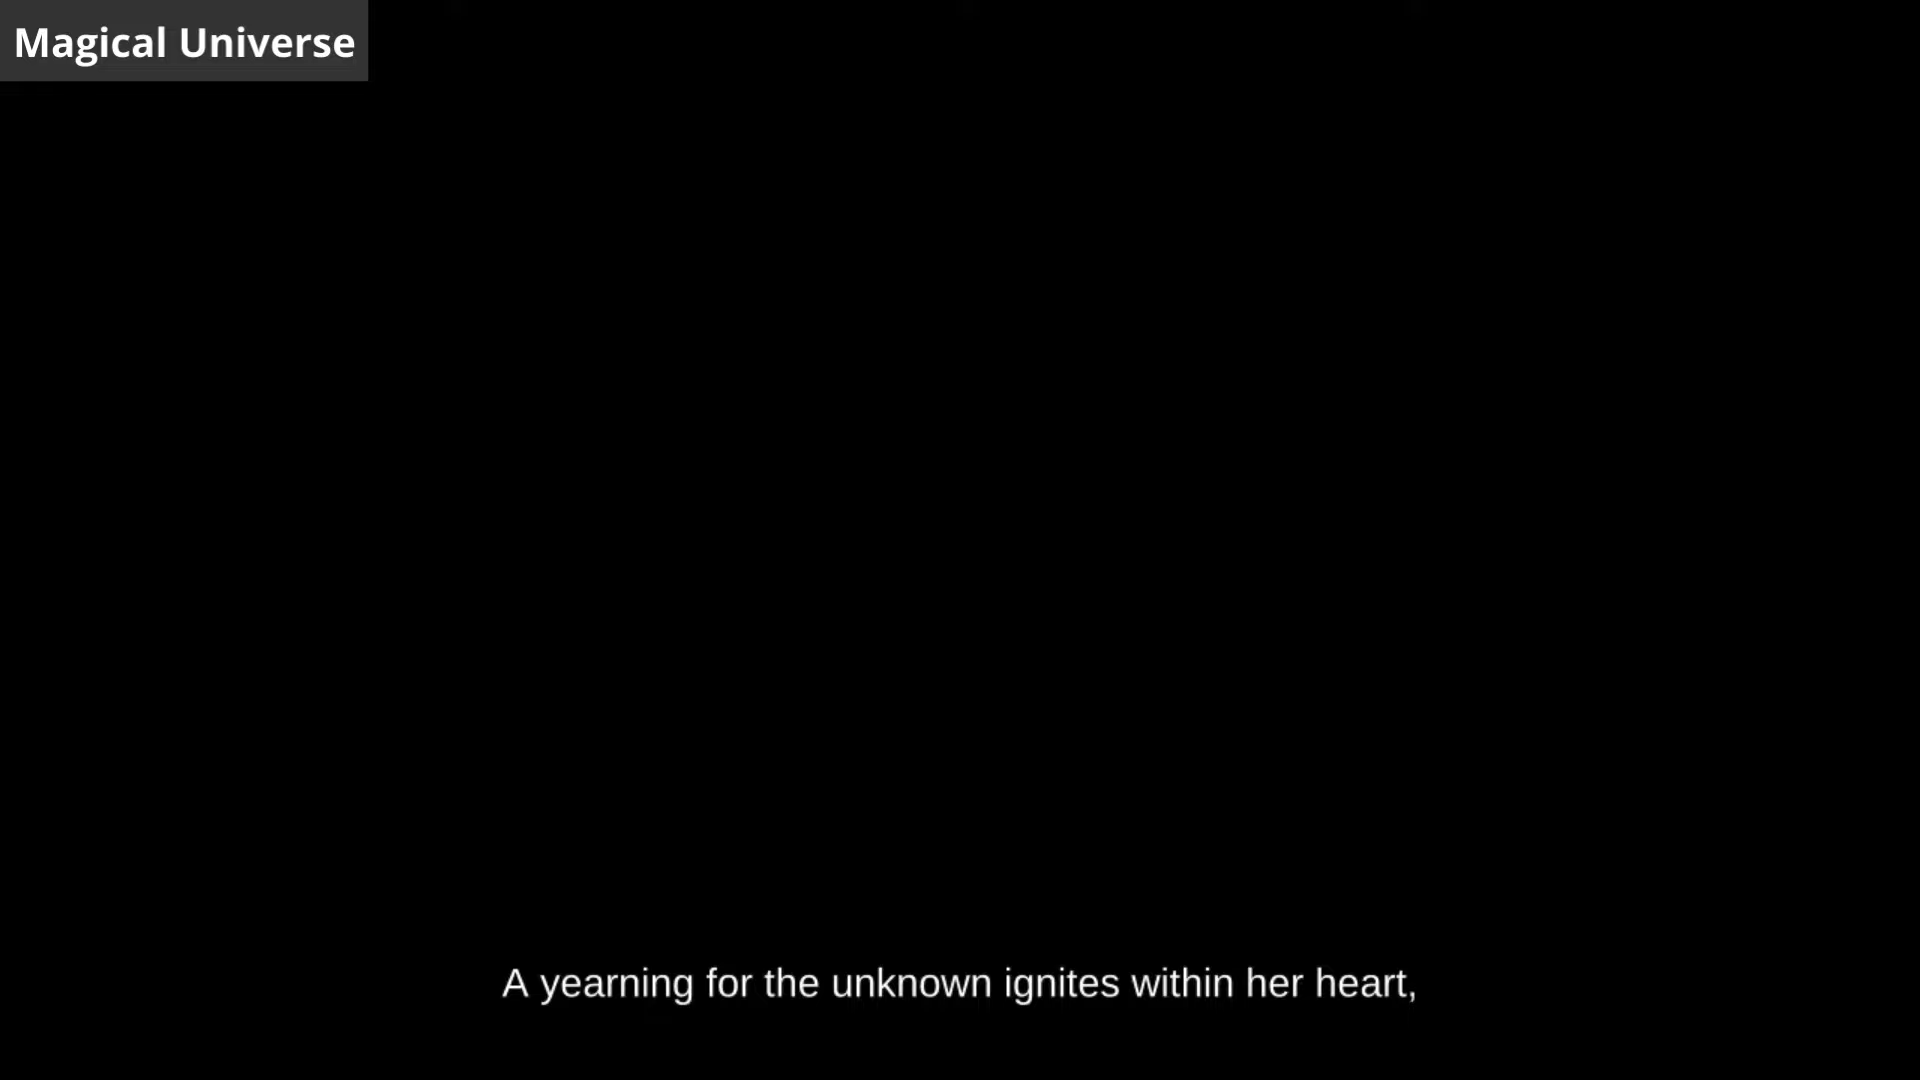 Magical Universe
A yearning for the unknown ignites within her heart,